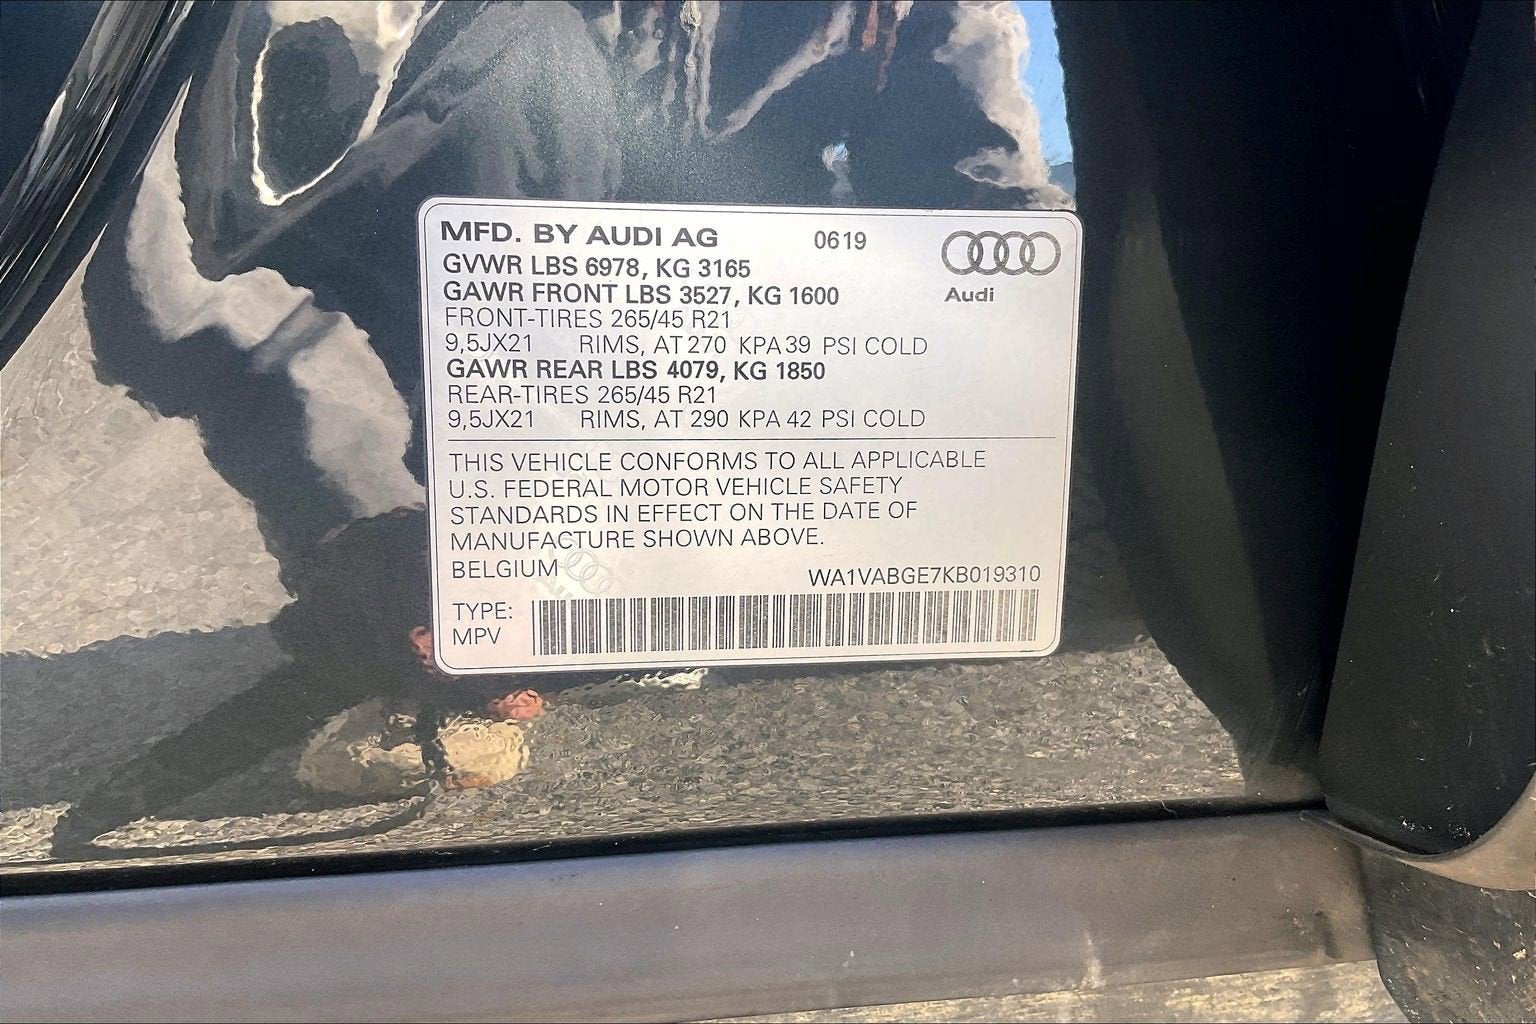 MFD. BY AUDI AG 0619
GVWR LBS 6978, KG 3165
GAWR FRONT LBS 3527, KG 1600
Audi
FRONT-TIRES 265/45 R21
9,5JX21 RIMS, AT 270 KPA 39 PSI COLD
GAWR REAR LBS 4079, KG 1850
REAR-TIRES 265/45 R21
9,5JX21 RIMS, AT 290 KPA 42 PSI COLD
THIS VEHICLE CONFORMS TO ALL APPLICABLE
U.S. FEDERAL MOTOR VEHICLE SAFETY
STANDARDS IN EFFECT ON THE DATE OF
MANUFACTURE SHOWN ABOVE.
BELGIUM WA1VABGE7KB019310
TYPE:
MPV